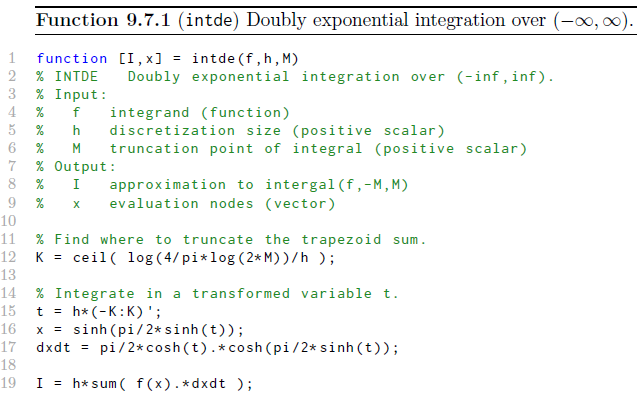 Function 9.7.1 (intde) Doubly exponential integration over (−∞, ∞).
1 function [I,x] = intde(f,h,M)
2 % INTDE   Doubly exponential integration over (-inf,inf).
3 % Input:
4 %   f   integrand (function)
5 %   h   discretization size (positive scalar)
6 %   M   truncation point of integral (positive scalar)
7 % Output:
8 %   I   approximation to intergal(f,-M,M)
9 %   x   evaluation nodes (vector)
10
11 % Find where to truncate the trapezoid sum.
12 K = ceil( log(4/pi*log(2*M))/h );
13
14 % Integrate in a transformed variable t.
15 t = h*(-K:K)';
16 x = sinh(pi/2*sinh(t));
17 dxdt = pi/2*cosh(t).*cosh(pi/2*sinh(t));
18
19 I = h*sum( f(x).*dxdt );